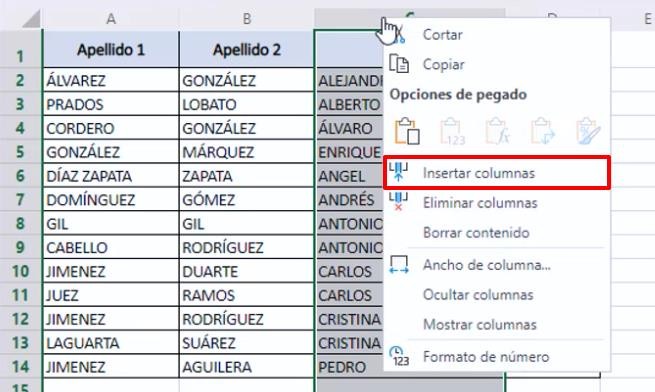 A B C E
1 Apellido 1 Apellido 2
2 ÁLVAREZ GONZÁLEZ
3 PRADOS LOBATO ALBERTO
4 CORDERO GONZÁLEZ ÁLVARO
5 GONZÁLEZ MÁRQUEZ ENRIQUE
6 DÍAZ ZAPATA ZAPATA ANGEL
7 DOMÍNGUEZ GÓMEZ ANDRÉS
8 GIL GIL ANTONIO
9 CABELLO RODRÍGUEZ ANTONIO
10 JIMENEZ DUARTE CARLOS
11 JUEZ RAMOS CARLOS
12 JIMENEZ RODRÍGUEZ CRISTINA
13 LAGUARTA SUÁREZ CRISTINA
14 JIMENEZ AGUILERA PEDRO
15
Cortar
Copiar
Opciones de pegado
123 fx
Insertar columnas
Eliminar columnas
Borrar contenido
Ancho de columna...
Ocultar columnas
Mostrar columnas
123 Formato de número